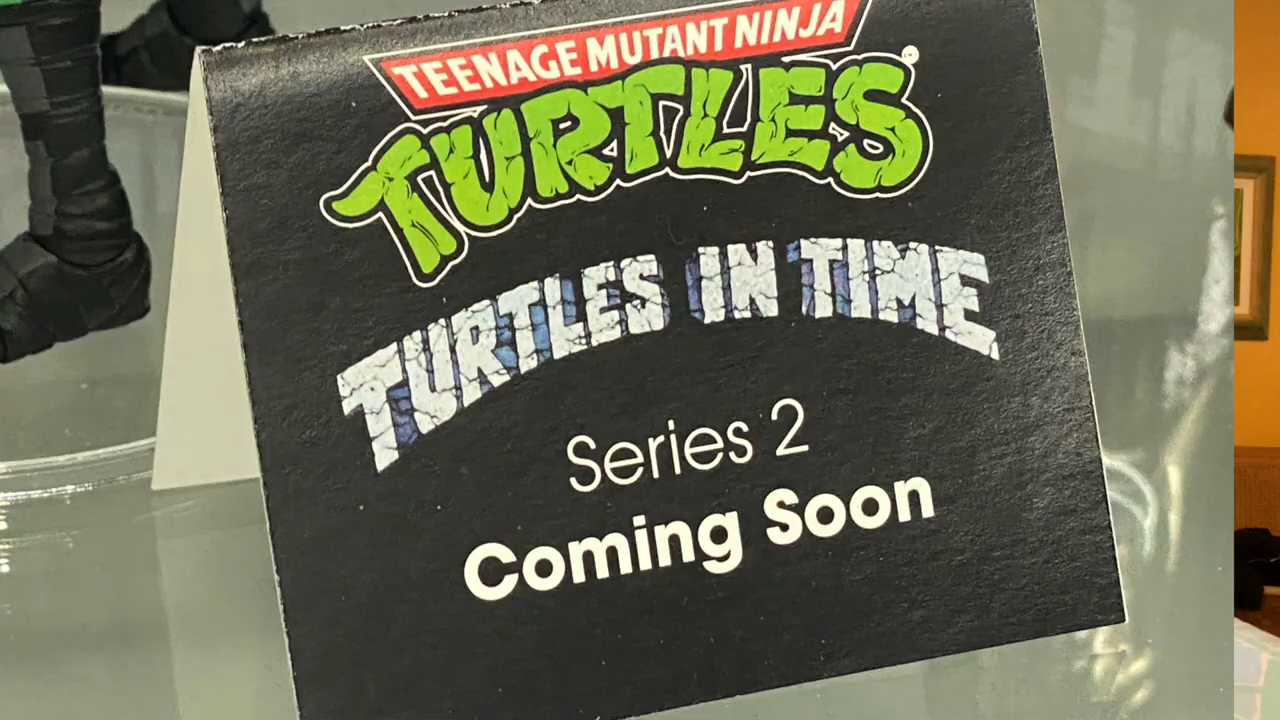 TEENAGE MUTANT NINJA
TURTLES
TURTLES IN TIME
Series 2
Coming Soon